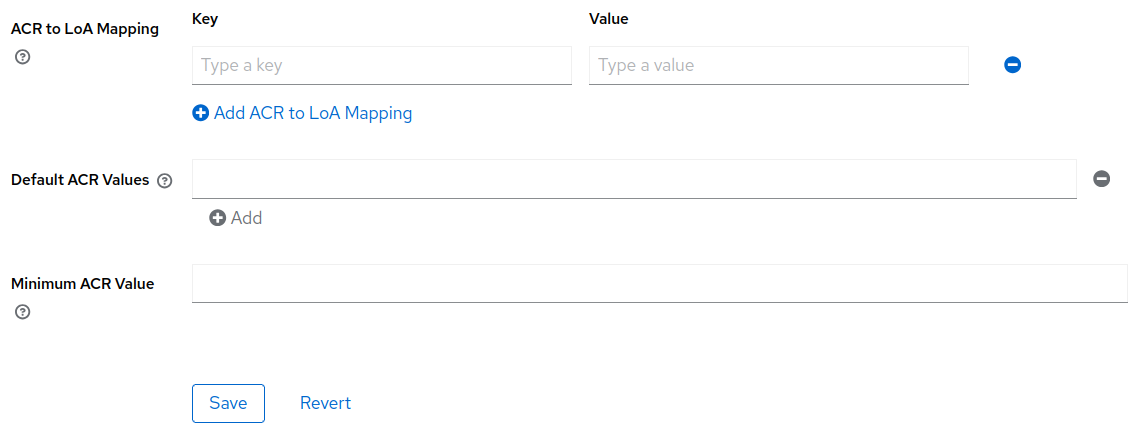 Key Value
ACR to LoA Mapping
Type a key Type a value
Add ACR to LoA Mapping
Default ACR Values
Add
Minimum ACR Value
Save Revert